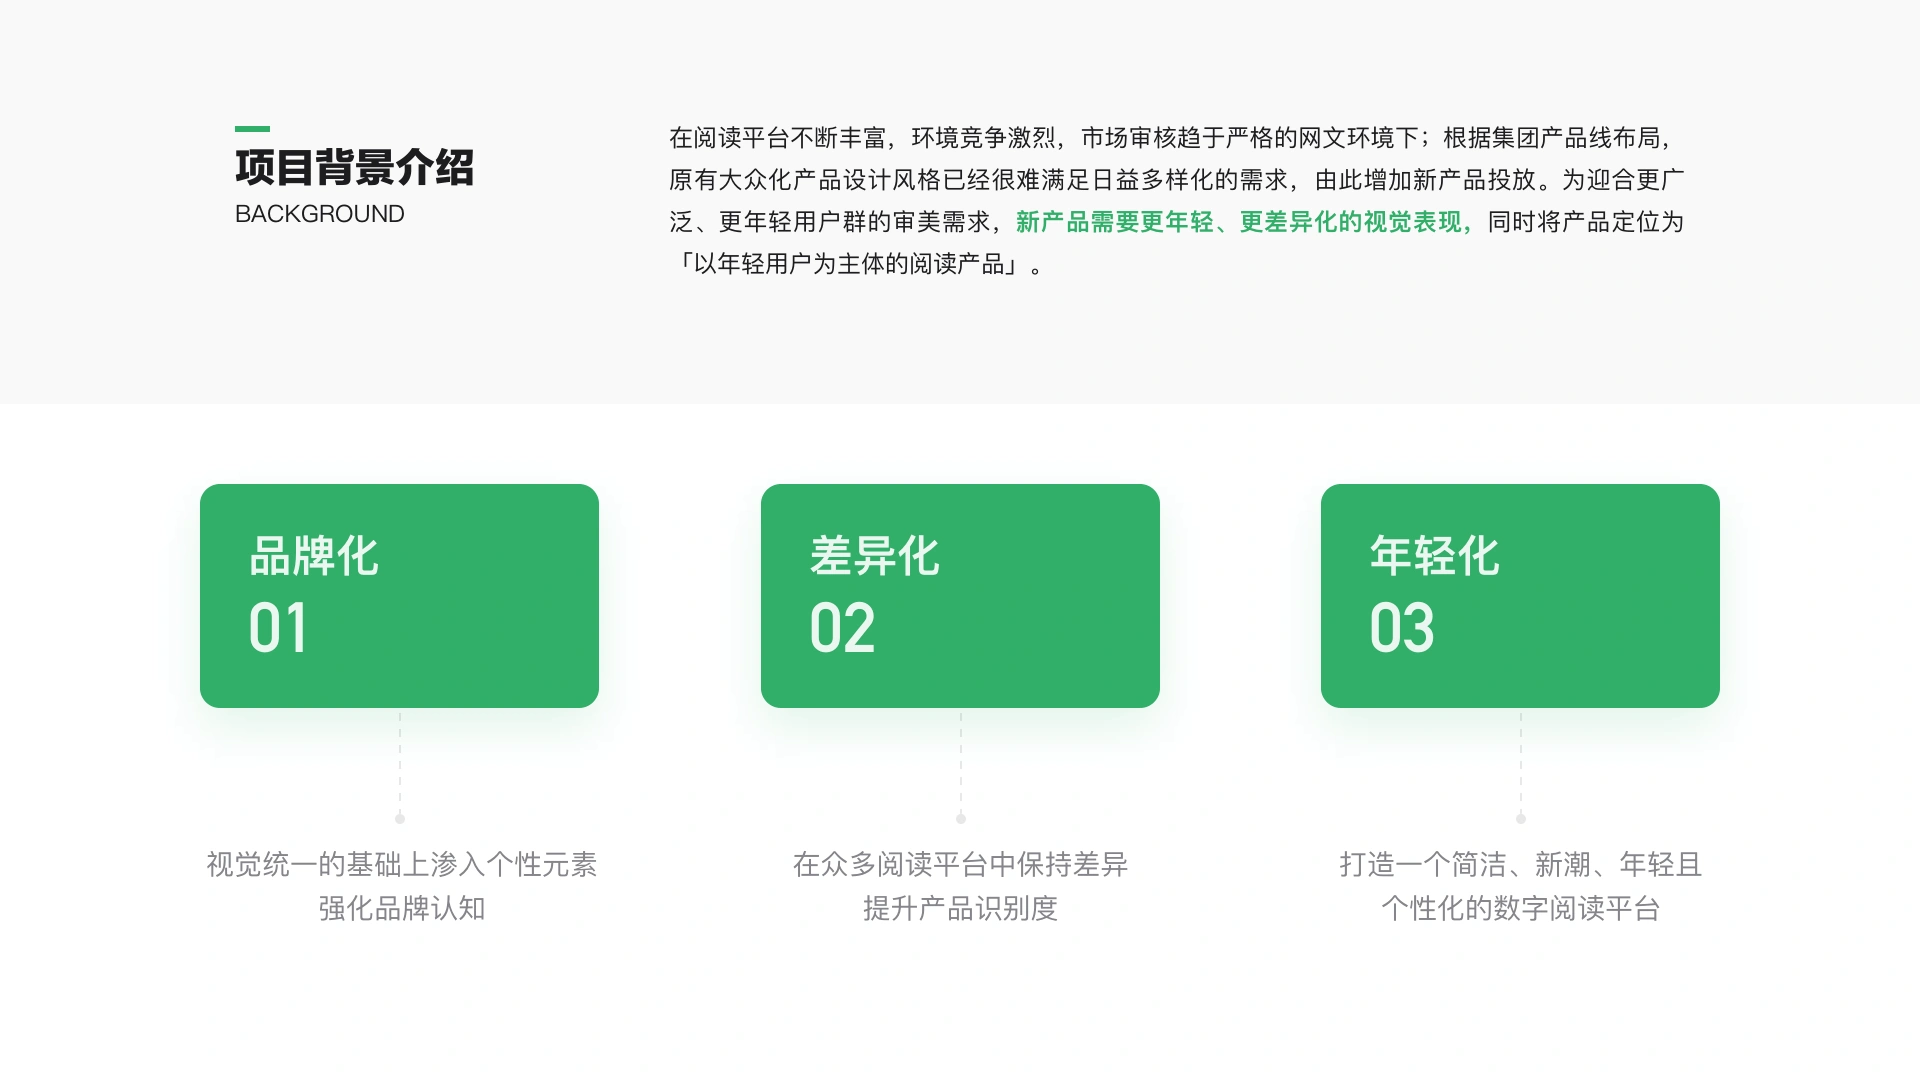 项目背景介绍
BACKGROUND
在阅读平台不断丰富，环境竞争激烈，市场审核趋于严格的网文环境下；根据集团产品线布局，
原有大众化产品设计风格已经很难满足日益多样化的需求，由此增加新产品投放。为迎合更广
泛、更年轻用户群的审美需求，新产品需要更年轻、更差异化的视觉表现，同时将产品定位为
「以年轻用户为主体的阅读产品」。
品牌化
01
视觉统一的基础上渗入个性元素
强化品牌认知
差异化
02
在众多阅读平台中保持差异
提升产品识别度
年轻化
03
打造一个简洁、新潮、年轻且
个性化的数字阅读平台